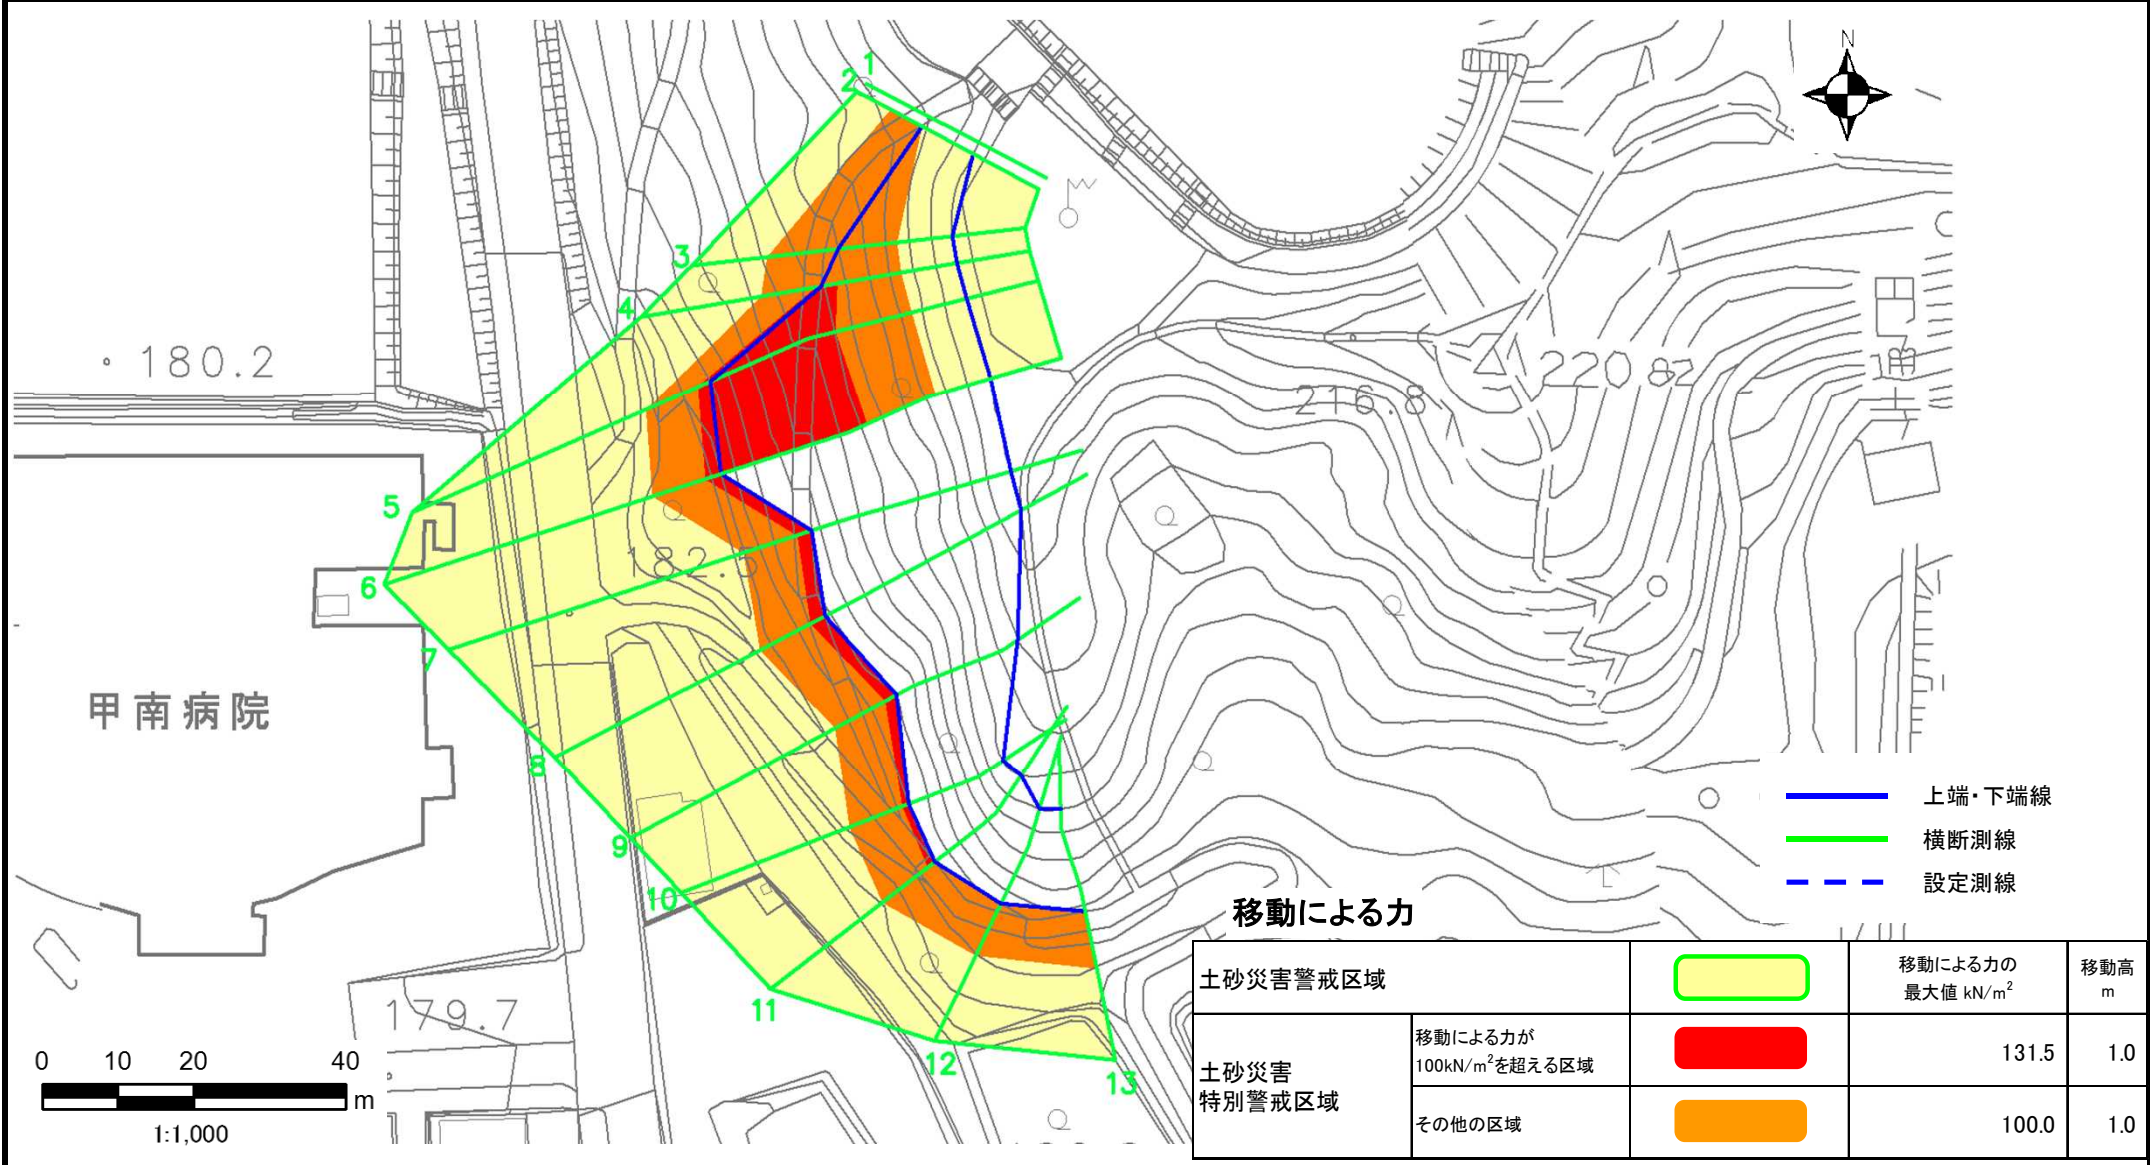 N
1
2
3
4
5
6
7
8
9
10
11
12
13
180.2
182.5
216.8
220.82
甲南病院
179.7
上端・下端線
横断測線
設定測線
0 10 20 40
m
1:1,000
移動による力
土砂災害警戒区域
移動による力の
最大値 kN/m²
移動高
m
土砂災害
特別警戒区域
移動による力が
100kN/m²を超える区域
131.5
1.0
その他の区域
100.0
1.0